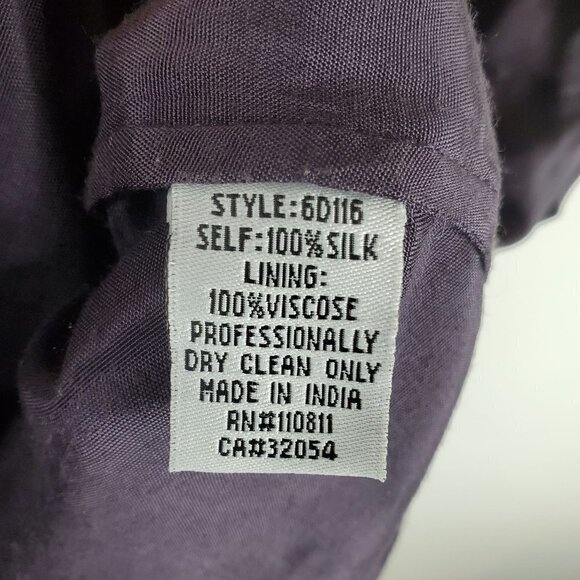 STYLE:6D116
SELF:100%SILK
LINING:
100%VISCOSE
PROFESSIONALLY
DRY CLEAN ONLY
MADE IN INDIA
RN#110811
CA#32054